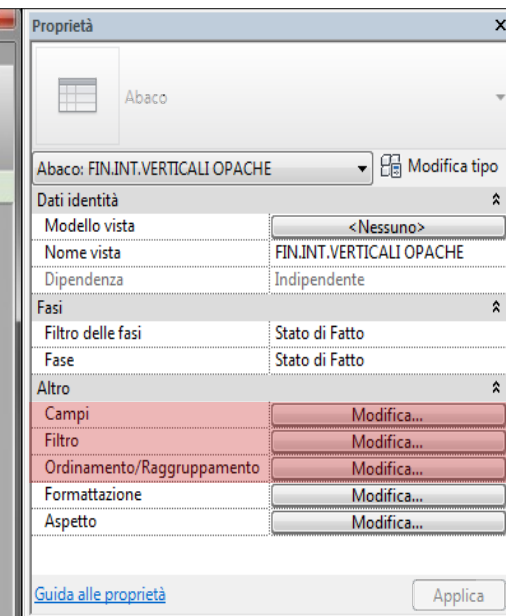 Proprietà
Abaco
Abaco: FIN.INT.VERTICALI OPACHE Modifica tipo
Dati identità
Modello vista <Nessuno>
Nome vista FIN.INT.VERTICALI OPACHE
Dipendenza Indipendente
Fasi
Filtro delle fasi Stato di Fatto
Fase Stato di Fatto
Altro
Campi Modifica...
Filtro Modifica...
Ordinamento/Raggruppamento Modifica...
Formattazione Modifica...
Aspetto Modifica...
Guida alle proprietà Applica